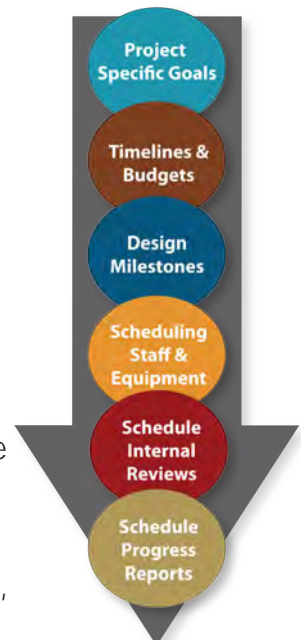 Project
Specific Goals
Timelines &
Budgets
Design
Milestones
Scheduling
Staff &
Equipment
Schedule
Internal
Reviews
Schedule
Progress
Reports